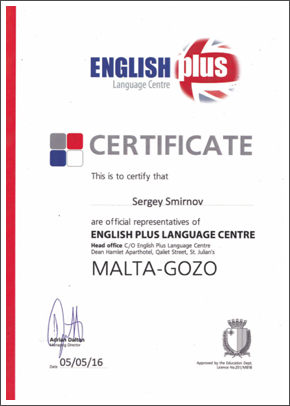 ENGLISH plus
Language Centre
CERTIFICATE
This is to certify that
Sergey Smirnov
are official representatives of
ENGLISH PLUS LANGUAGE CENTRE
Head office C/O English Plus Language Centre
Dean Hamlet Aparthotel, Qaliet Street, St. Julian's
MALTA-GOZO
Adrian Dalton
Managing Director
Date 05/05/16
Approved by the Education Dept.